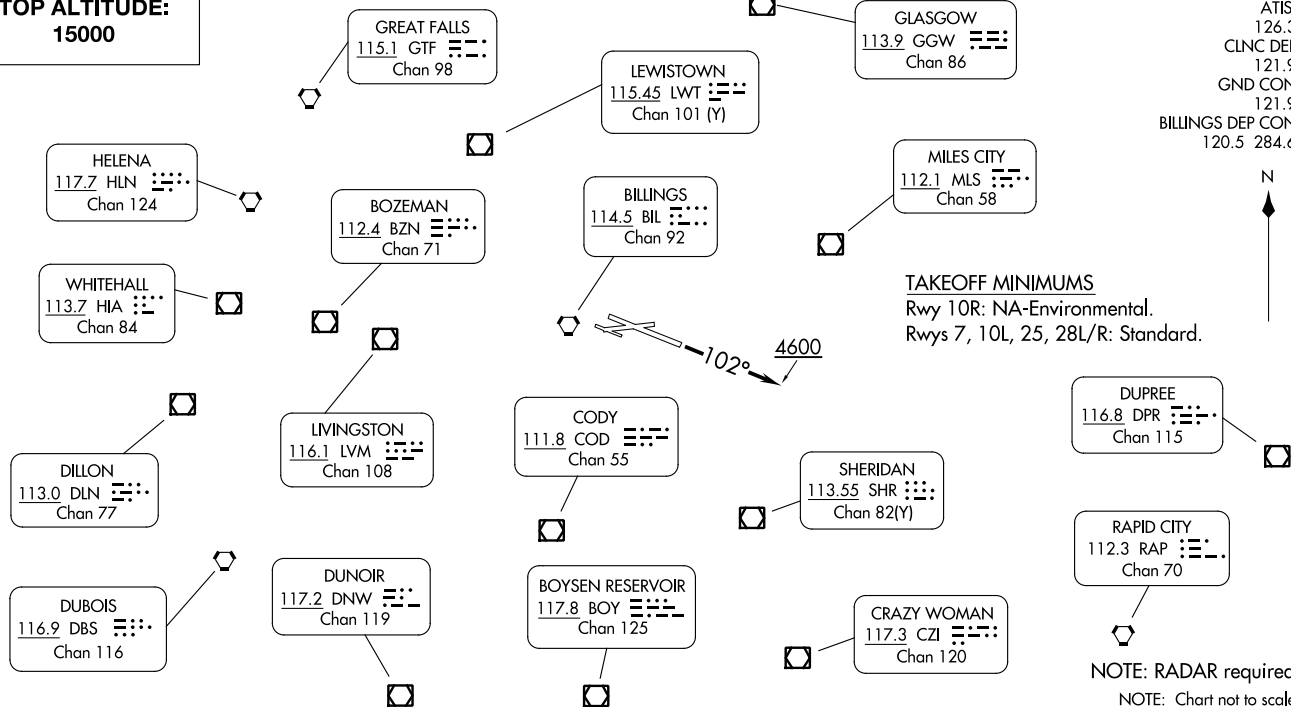 TOP ALTITUDE:
15000
GREAT FALLS
115.1 GTF
Chan 98
GLASGOW
113.9 GGW
Chan 86
ATIS
126.3
CLNC DEL
121.9
GND CON
121.9
BILLINGS DEP CON
120.5 284.6
N
LEWISTOWN
115.45 LWT
Chan 101 (Y)
HELENA
117.7 HLN
Chan 124
BOZEMAN
112.4 BZN
Chan 71
BILLINGS
114.5 BIL
Chan 92
MILES CITY
112.1 MLS
Chan 58
WHITEHALL
113.7 HIA
Chan 84
TAKEOFF MINIMUMS
Rwy 10R: NA-Environmental.
Rwys 7, 10L, 25, 28L/R: Standard.
102°
4600
LIVINGSTON
116.1 LVM
Chan 108
CODY
111.8 COD
Chan 55
DUPREE
116.8 DPR
Chan 115
DILLON
113.0 DLN
Chan 77
SHERIDAN
113.55 SHR
Chan 82(Y)
RAPID CITY
112.3 RAP
Chan 70
DUBOIS
116.9 DBS
Chan 116
DUNOIR
117.2 DNW
Chan 119
BOYSEN RESERVOIR
117.8 BOY
Chan 125
CRAZY WOMAN
117.3 CZI
Chan 120
NOTE: RADAR required
NOTE: Chart not to scale